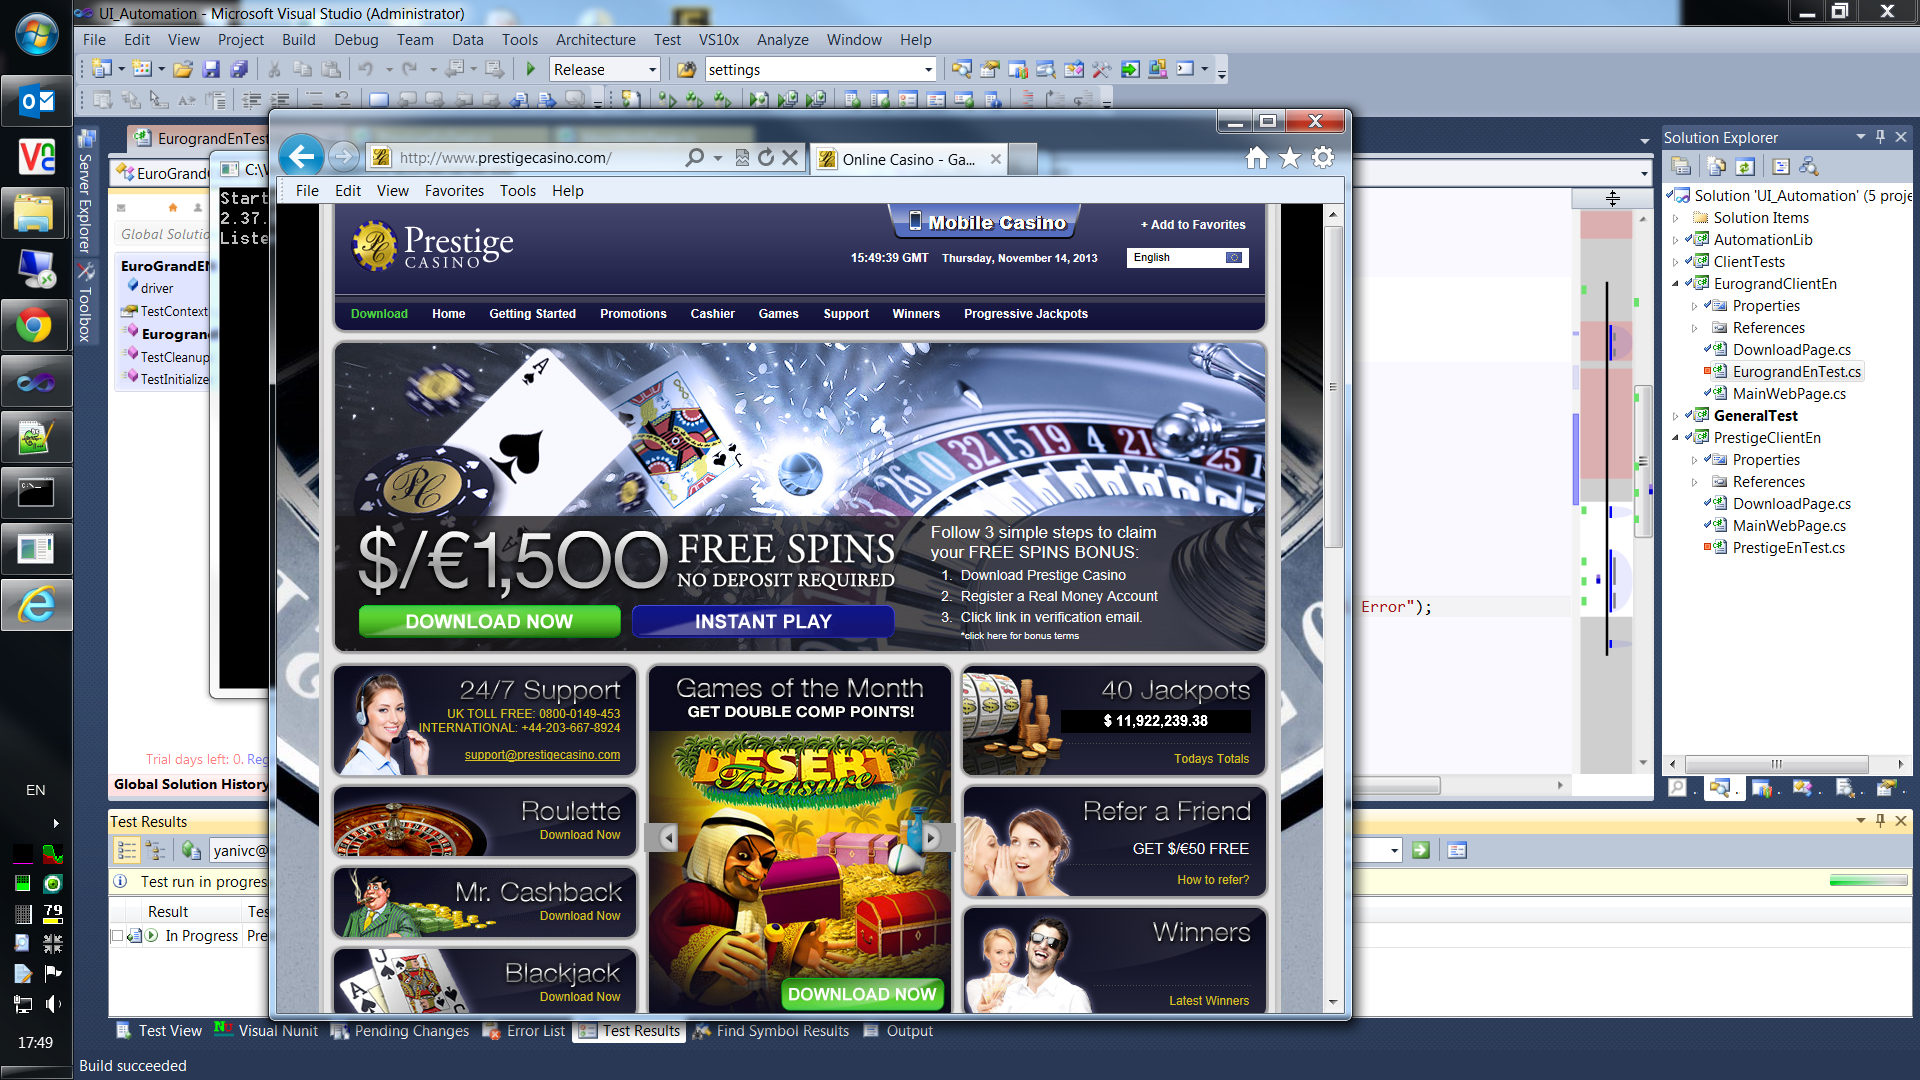 UI_Automation - Microsoft Visual Studio (Administrator)
File Edit View Project Build Debug Team Data Tools Architecture Test VS10x Analyze Window Help
Release
settings
EurograndEnTest
Server Explorer
Toolbox
EuroGrandC
Global Solutio
EuroGrandEN
driver
TestContext
Eurogran
TestCleanup
TestInitialize
Trial days left: 0. Reg
Global Solution History
C:\
Start
2.37.
Liste
http://www.prestigecasino.com/
Online Casino - Ga...
File Edit View Favorites Tools Help
Prestige
CASINO
Mobile Casino
+ Add to Favorites
15:49:39 GMT Thursday, November 14, 2013
English
Download Home Getting Started Promotions Cashier Games Support Winners Progressive Jackpots
26 0 32 15 19 4 21 25
$/€1,500
FREE SPINS
NO DEPOSIT REQUIRED
DOWNLOAD NOW
INSTANT PLAY
Follow 3 simple steps to claim
your FREE SPINS BONUS:
1. Download Prestige Casino
2. Register a Real Money Account
3. Click link in verification email.
*click here for bonus terms
24/7 Support
UK TOLL FREE: 0800-0149-453
INTERNATIONAL: +44-203-667-8924
support@prestigecasino.com
Roulette
Download Now
Mr. Cashback
Download Now
Blackjack
Download Now
Games of the Month
GET DOUBLE COMP POINTS!
DESERT
Treasure
DOWNLOAD NOW
40 Jackpots
$ 11,922,239.38
Todays Totals
Refer a Friend
GET $/€50 FREE
How to refer?
Winners
Latest Winners
Error");
Solution Explorer
Solution 'UI_Automation' (5 proje
Solution Items
AutomationLib
ClientTests
EurograndClientEn
Properties
References
DownloadPage.cs
EurograndEnTest.cs
MainWebPage.cs
GeneralTest
PrestigeClientEn
Properties
References
DownloadPage.cs
MainWebPage.cs
PrestigeEnTest.cs
Test Results
yanivc@
Test run in progres
Result Tes
In Progress Pre
Test View Visual Nunit Pending Changes Error List Test Results Find Symbol Results Output
Build succeeded
EN
79
17:49